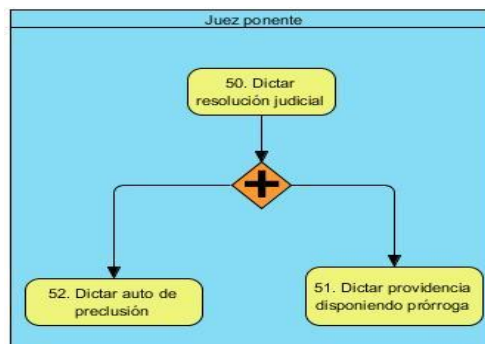 Juez ponente
50. Dictar
resolución judicial
52. Dictar auto de
preclusión
51. Dictar providencia
disponiendo prórroga